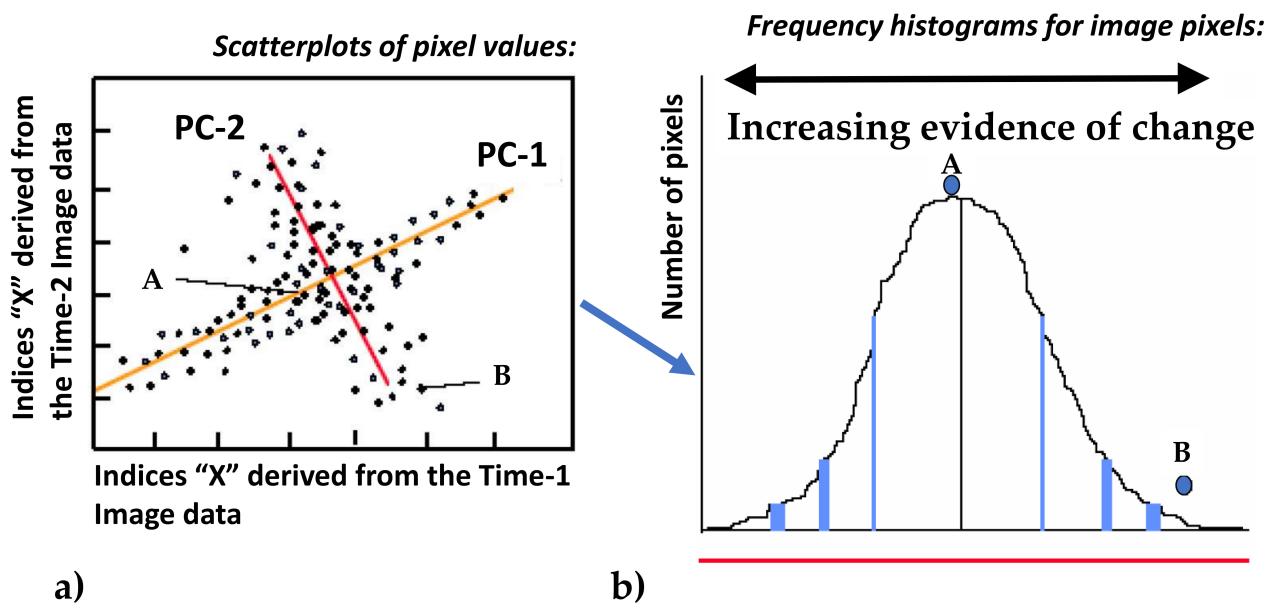 Scatterplots of pixel values:
PC-2
PC-1
A
B
Indices “X” derived from
the Time-2 Image data
Indices “X” derived from the Time-1
Image data
a)
Frequency histograms for image pixels:
Increasing evidence of change
Number of pixels
A
B
b)